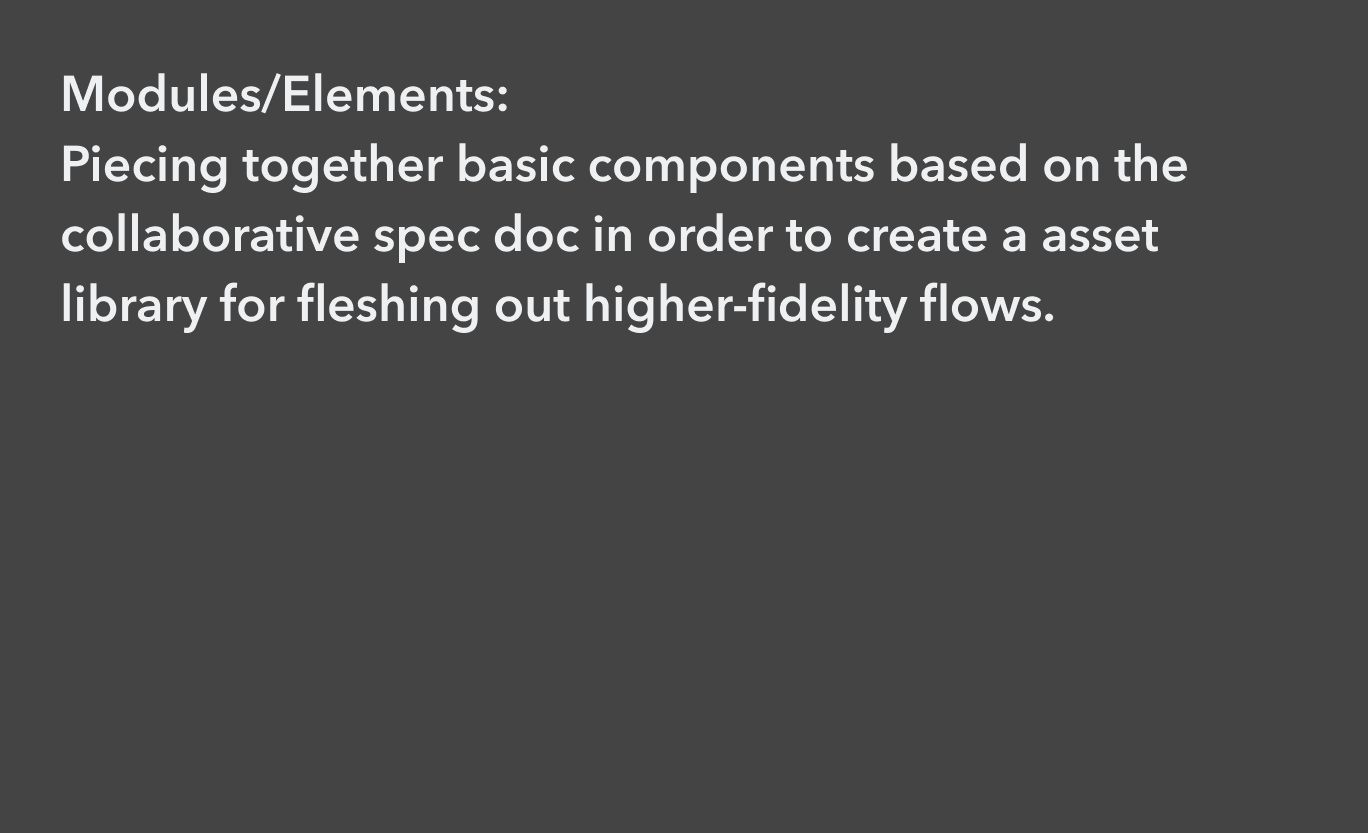 Modules/Elements:
Piecing together basic components based on the
collaborative spec doc in order to create a asset
library for fleshing out higher-fidelity flows.